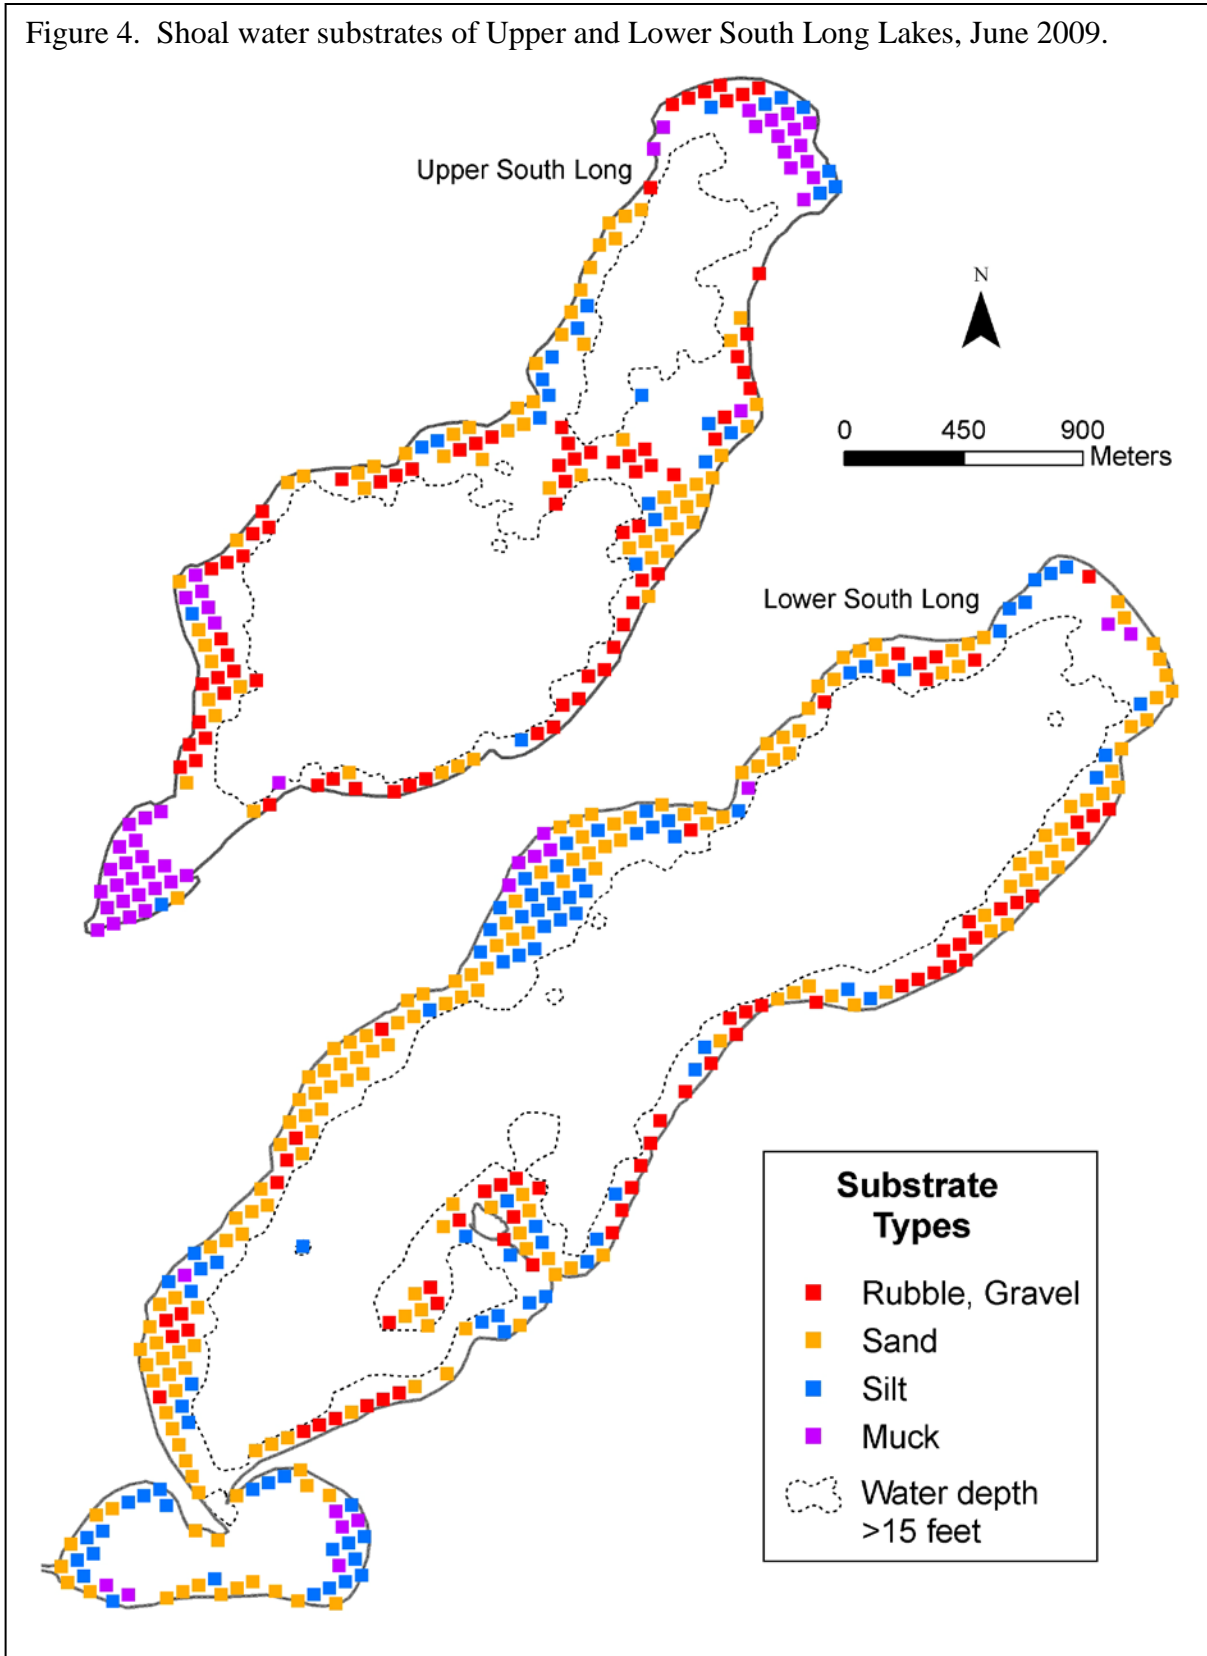 Figure 4. Shoal water substrates of Upper and Lower South Long Lakes, June 2009.
Upper South Long
N
0 450 900
Meters
Lower South Long
Substrate
Types
Rubble, Gravel
Sand
Silt
Muck
Water depth
>15 feet